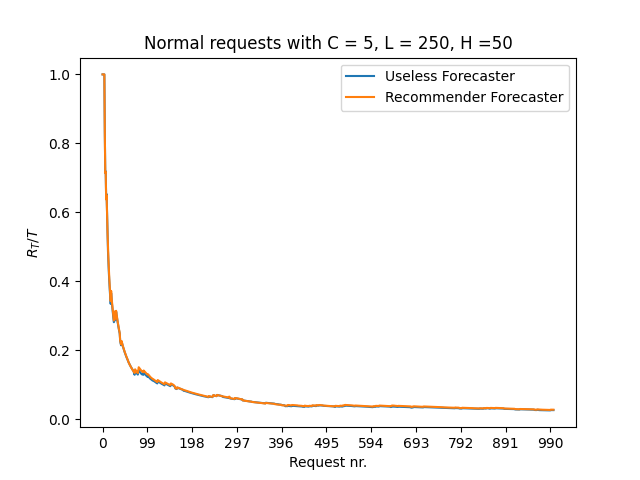 Normal requests with C = 5, L = 250, H =50
Useless Forecaster
Recommender Forecaster
R_T/T
1.0
0.8
0.6
0.4
0.2
0.0
0 99 198 297 396 495 594 693 792 891 990
Request nr.